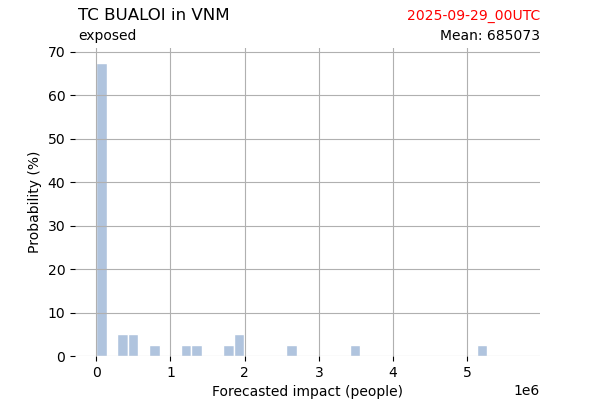 TC BUALOI in VNM
2025-09-29_00UTC
exposed
Mean: 685073
70
60
50
40
30
20
10
0
Probability (%)
0 1 2 3 4 5
1e6
Forecasted impact (people)